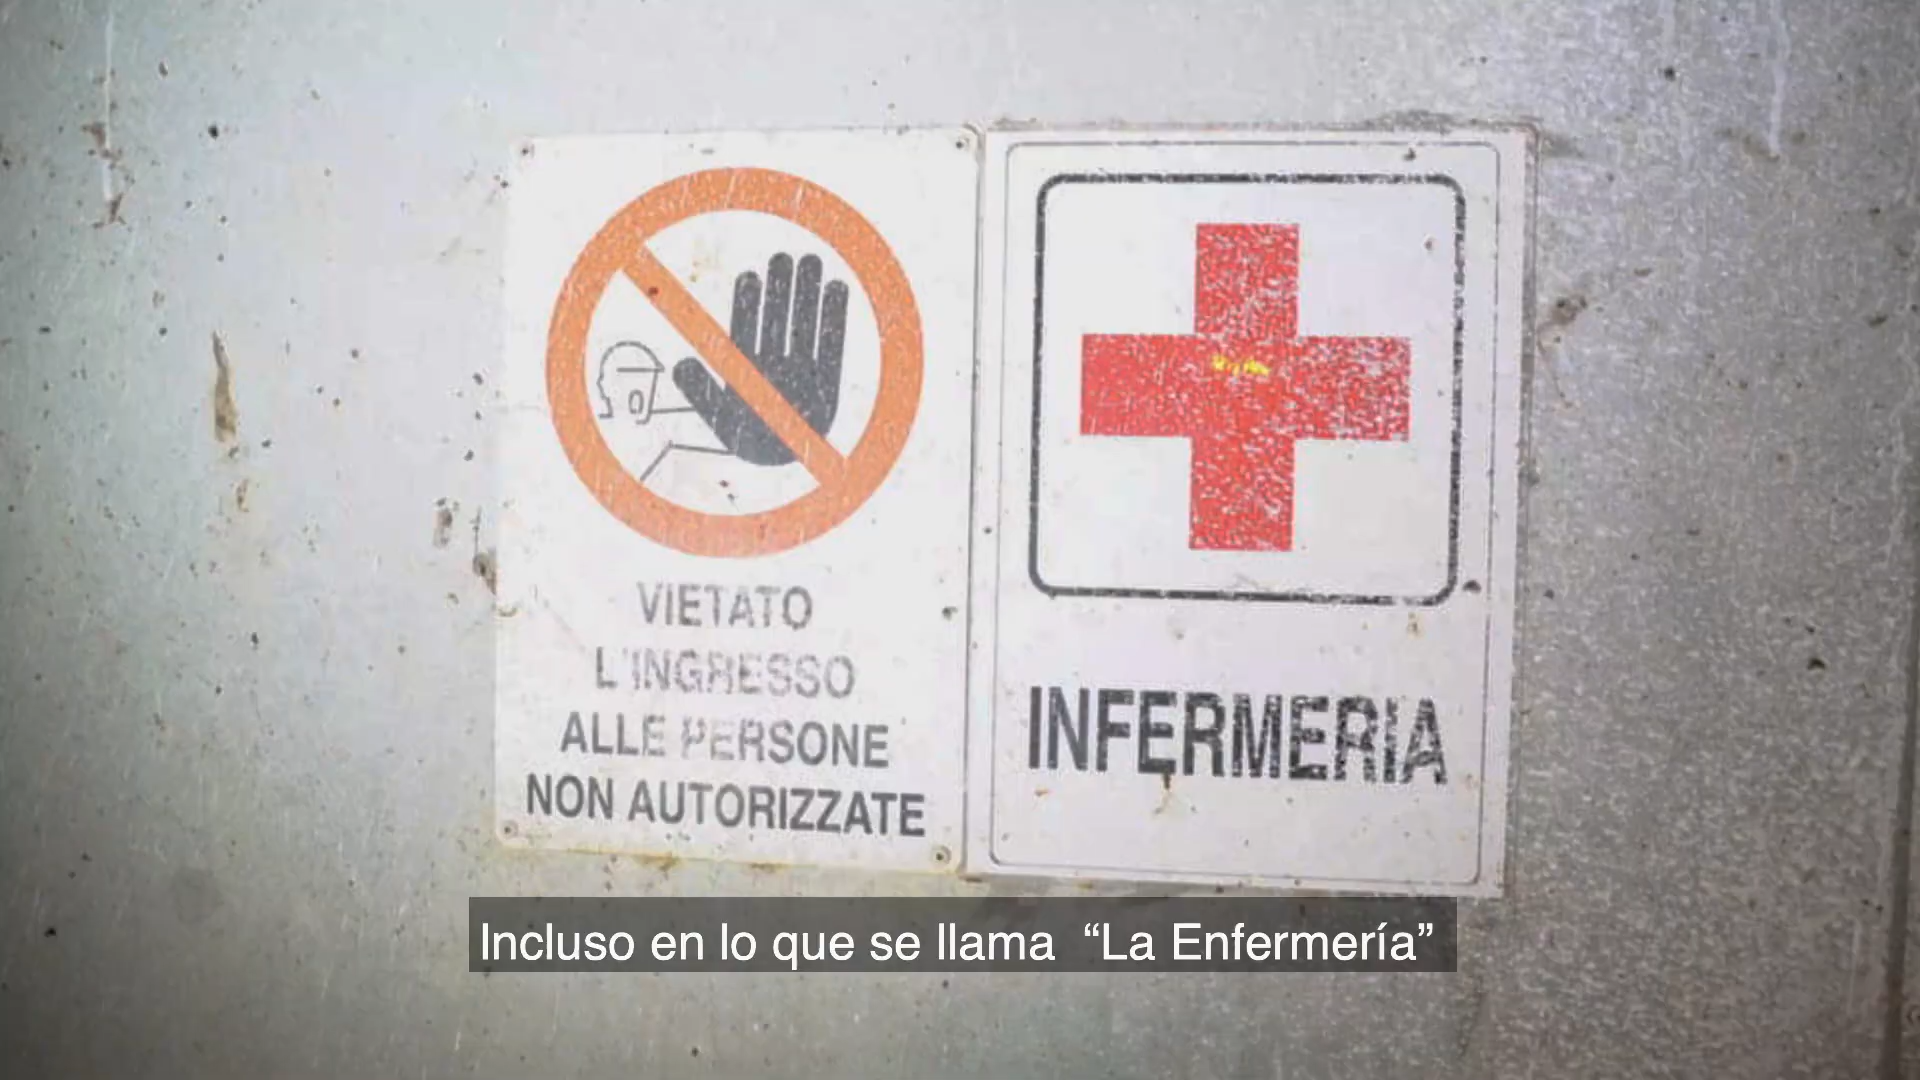 VIETATO
L'INGRESSO
ALLE PERSONE
NON AUTORIZZATE
INFERMERIA
Incluso en lo que se llama “La Enfermería”